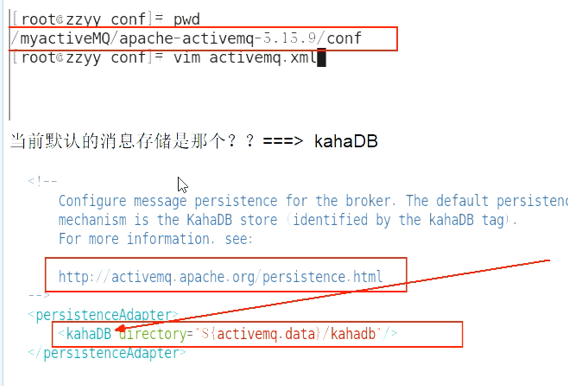 [root@zzyy conf]= pwd
/myactiveMQ/apache-activemq-5.15.9/conf
[root@zzyy conf]= vim activemq.xml
当前默认的消息存储是那个？？===> kahaDB
<!--
Configure message persistence for the broker. The default persistenc
mechanism is the KahaDB store (identified by the kahaDB tag).
For more information, see:
http://activemq.apache.org/persistence.html
-->
<persistenceAdapter>
<kahaDB directory="${activemq.data}/kahadb"/>
</persistenceAdapter>